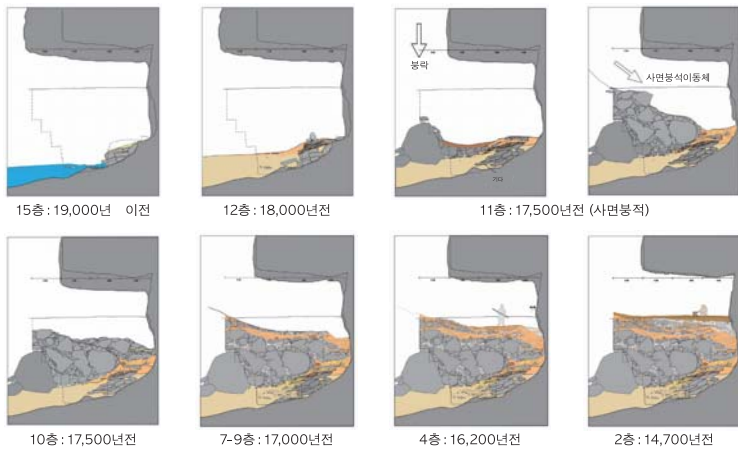 붕락
사면붕석이동체
15층 : 19,000년 이전
12층 : 18,000년전
11층 : 17,500년전 (사면붕적)
10층 : 17,500년전
7-9층 : 17,000년전
4층 : 16,200년전
2층 : 14,700년전